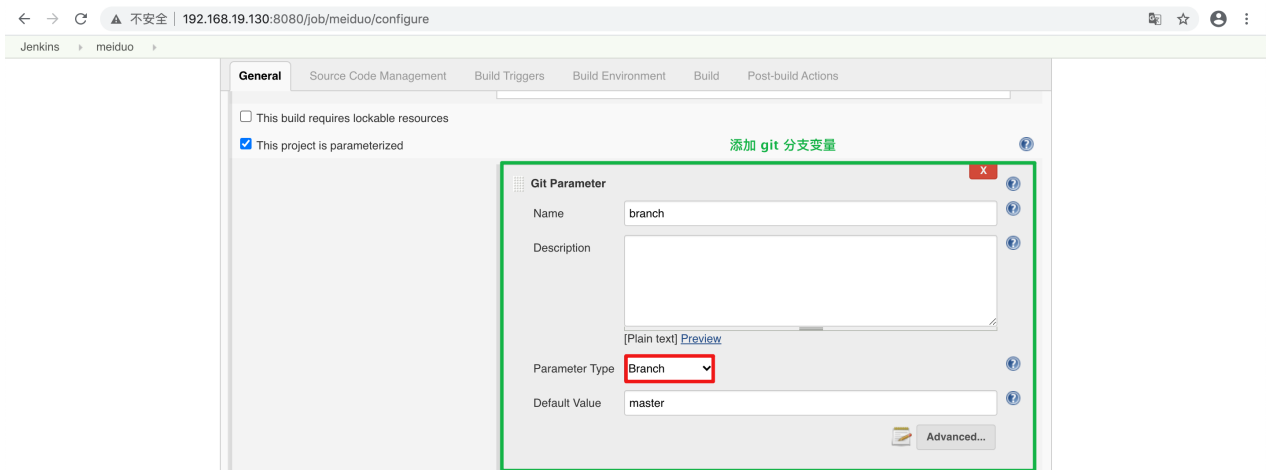 不安全 192.168.19.130:8080/job/meiduo/configure
Jenkins meiduo
General Source Code Management Build Triggers Build Environment Build Post-build Actions
This build requires lockable resources
This project is parameterized
添加 git 分支变量
X
Git Parameter
Name branch
Description
[Plain text] Preview
Parameter Type Branch
Default Value master
Advanced...